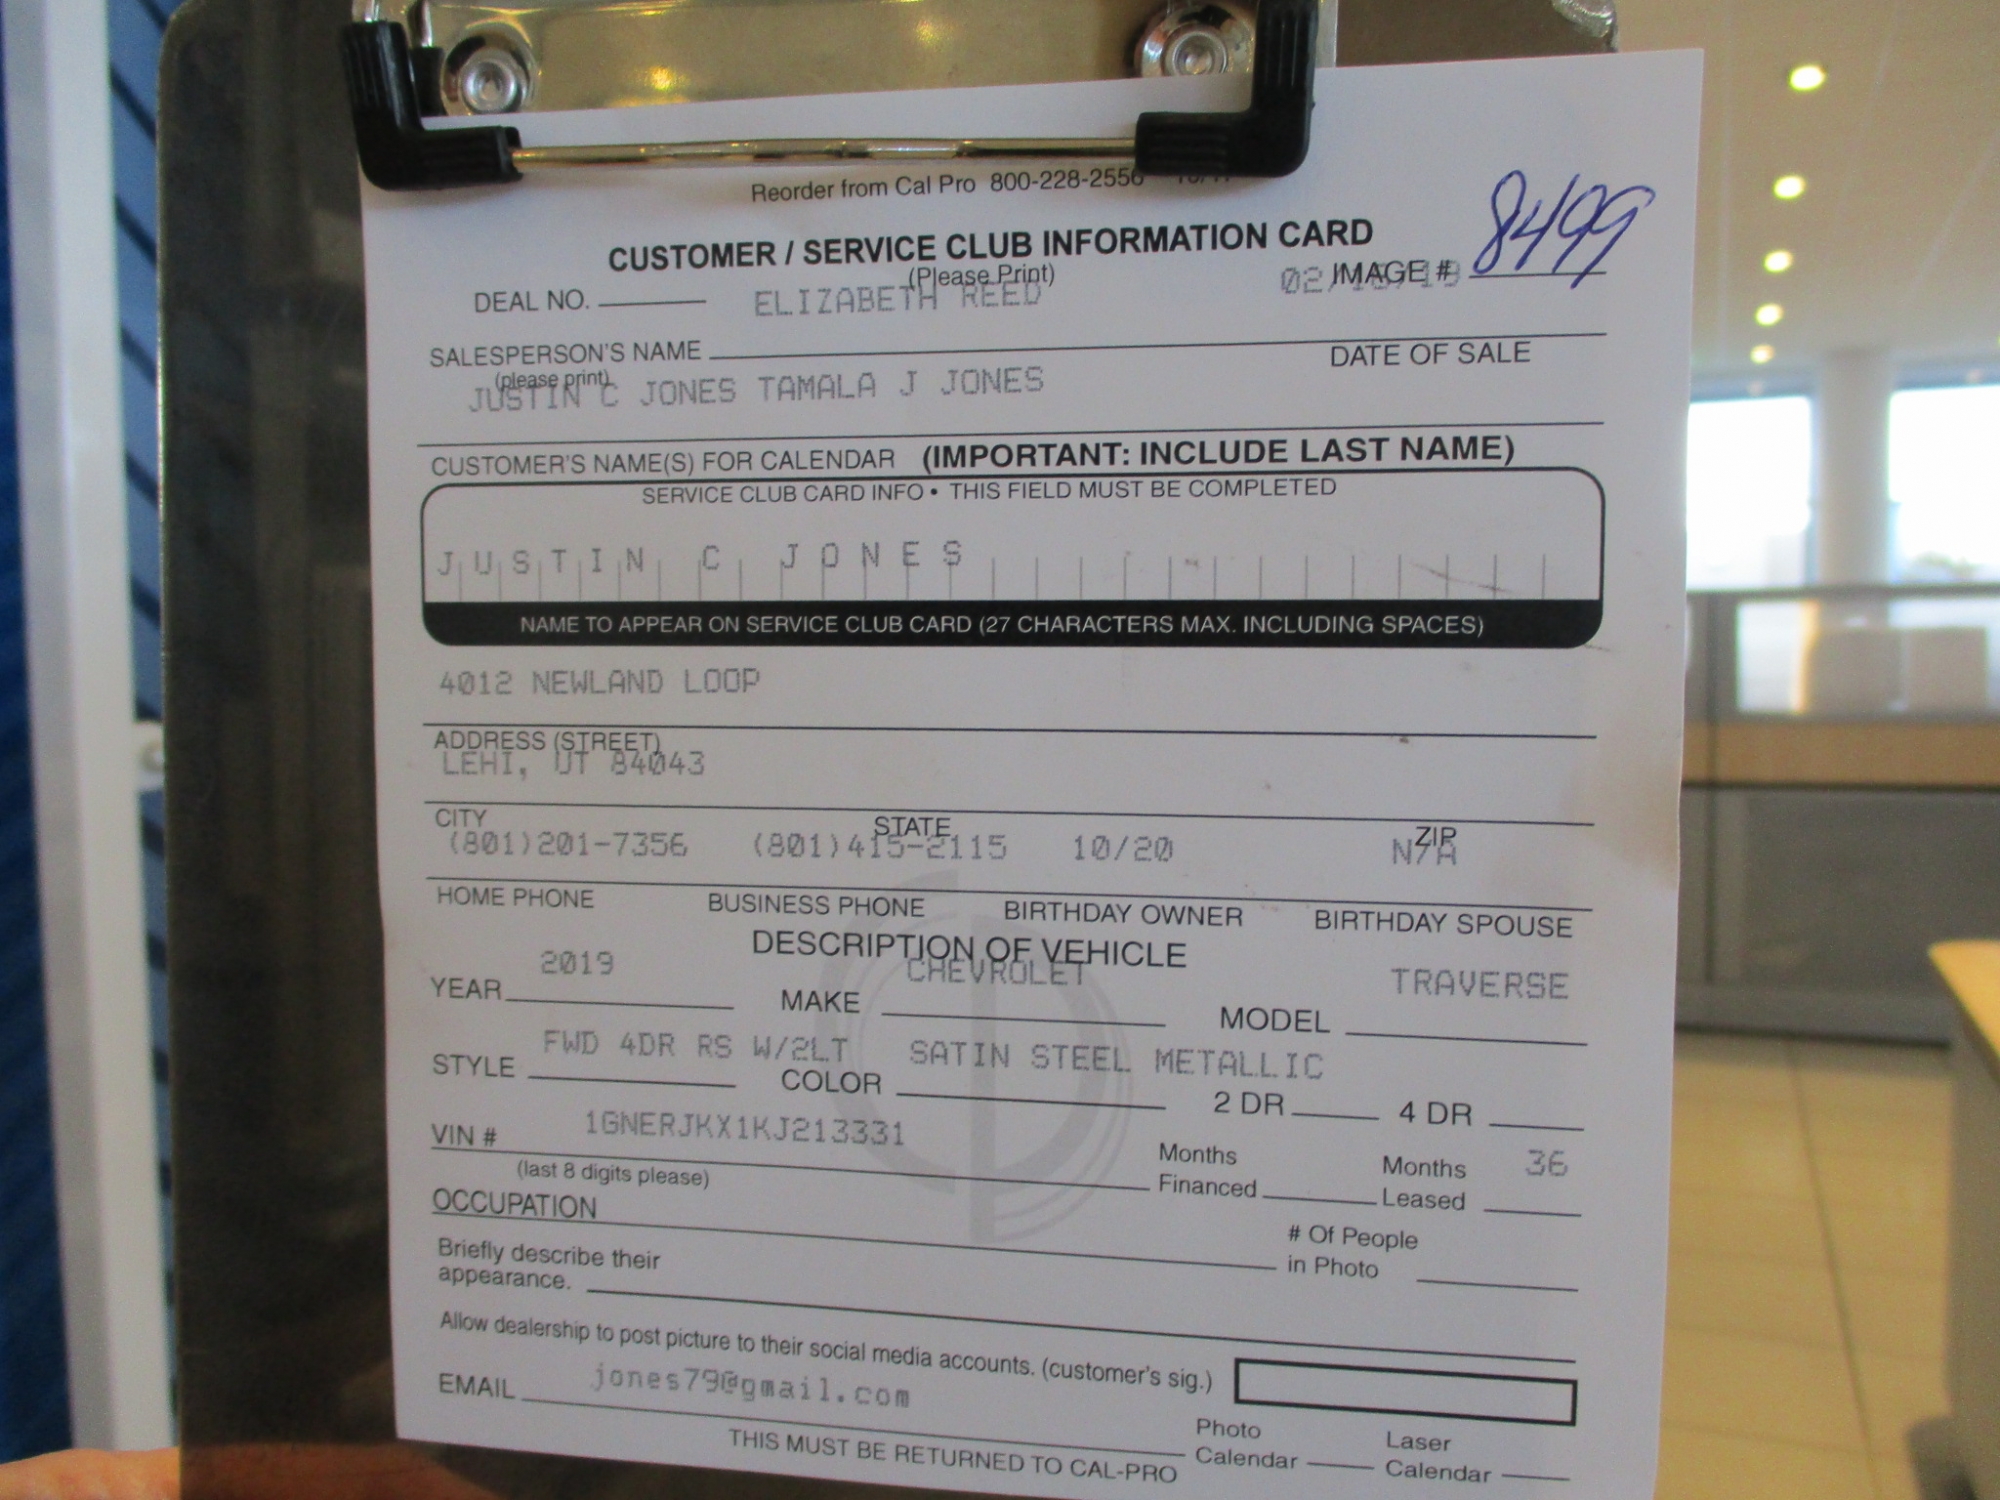 Reorder from Cal Pro 800-228-2556
CUSTOMER / SERVICE CLUB INFORMATION CARD
(Please Print)
DEAL NO. ELIZABETH REED IMAGE # 8499
SALESPERSON'S NAME DATE OF SALE
(please print)
JUSTIN C JONES TAMALA J JONES
CUSTOMER'S NAME(S) FOR CALENDAR (IMPORTANT: INCLUDE LAST NAME)
SERVICE CLUB CARD INFO • THIS FIELD MUST BE COMPLETED
JUSTIN C JONES
NAME TO APPEAR ON SERVICE CLUB CARD (27 CHARACTERS MAX. INCLUDING SPACES)
4012 NEWLAND LOOP
ADDRESS (STREET)
LEHI, UT 84043
CITY STATE ZIP
(801)201-7356 (801)415-2115 10/20 N/A
HOME PHONE BUSINESS PHONE BIRTHDAY OWNER BIRTHDAY SPOUSE
DESCRIPTION OF VEHICLE
YEAR 2019 MAKE CHEVROLET MODEL TRAVERSE
STYLE FWD 4DR RS W/2LT COLOR SATIN STEEL METALLIC 2 DR 4 DR
VIN # 1GNERJKX1KJ213331 Months Financed Months Leased 36
(last 8 digits please)
OCCUPATION # Of People in Photo
Briefly describe their
appearance.
Allow dealership to post picture to their social media accounts. (customer's sig.)
EMAIL jones79@gmail.com
Photo Calendar Laser Calendar
THIS MUST BE RETURNED TO CAL-PRO